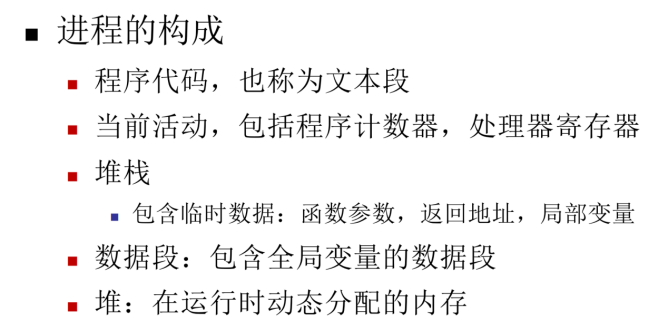 进程的构成
程序代码，也称为文本段
当前活动，包括程序计数器，处理器寄存器
堆栈
包含临时数据：函数参数，返回地址，局部变量
数据段：包含全局变量的数据段
堆：在运行时动态分配的内存